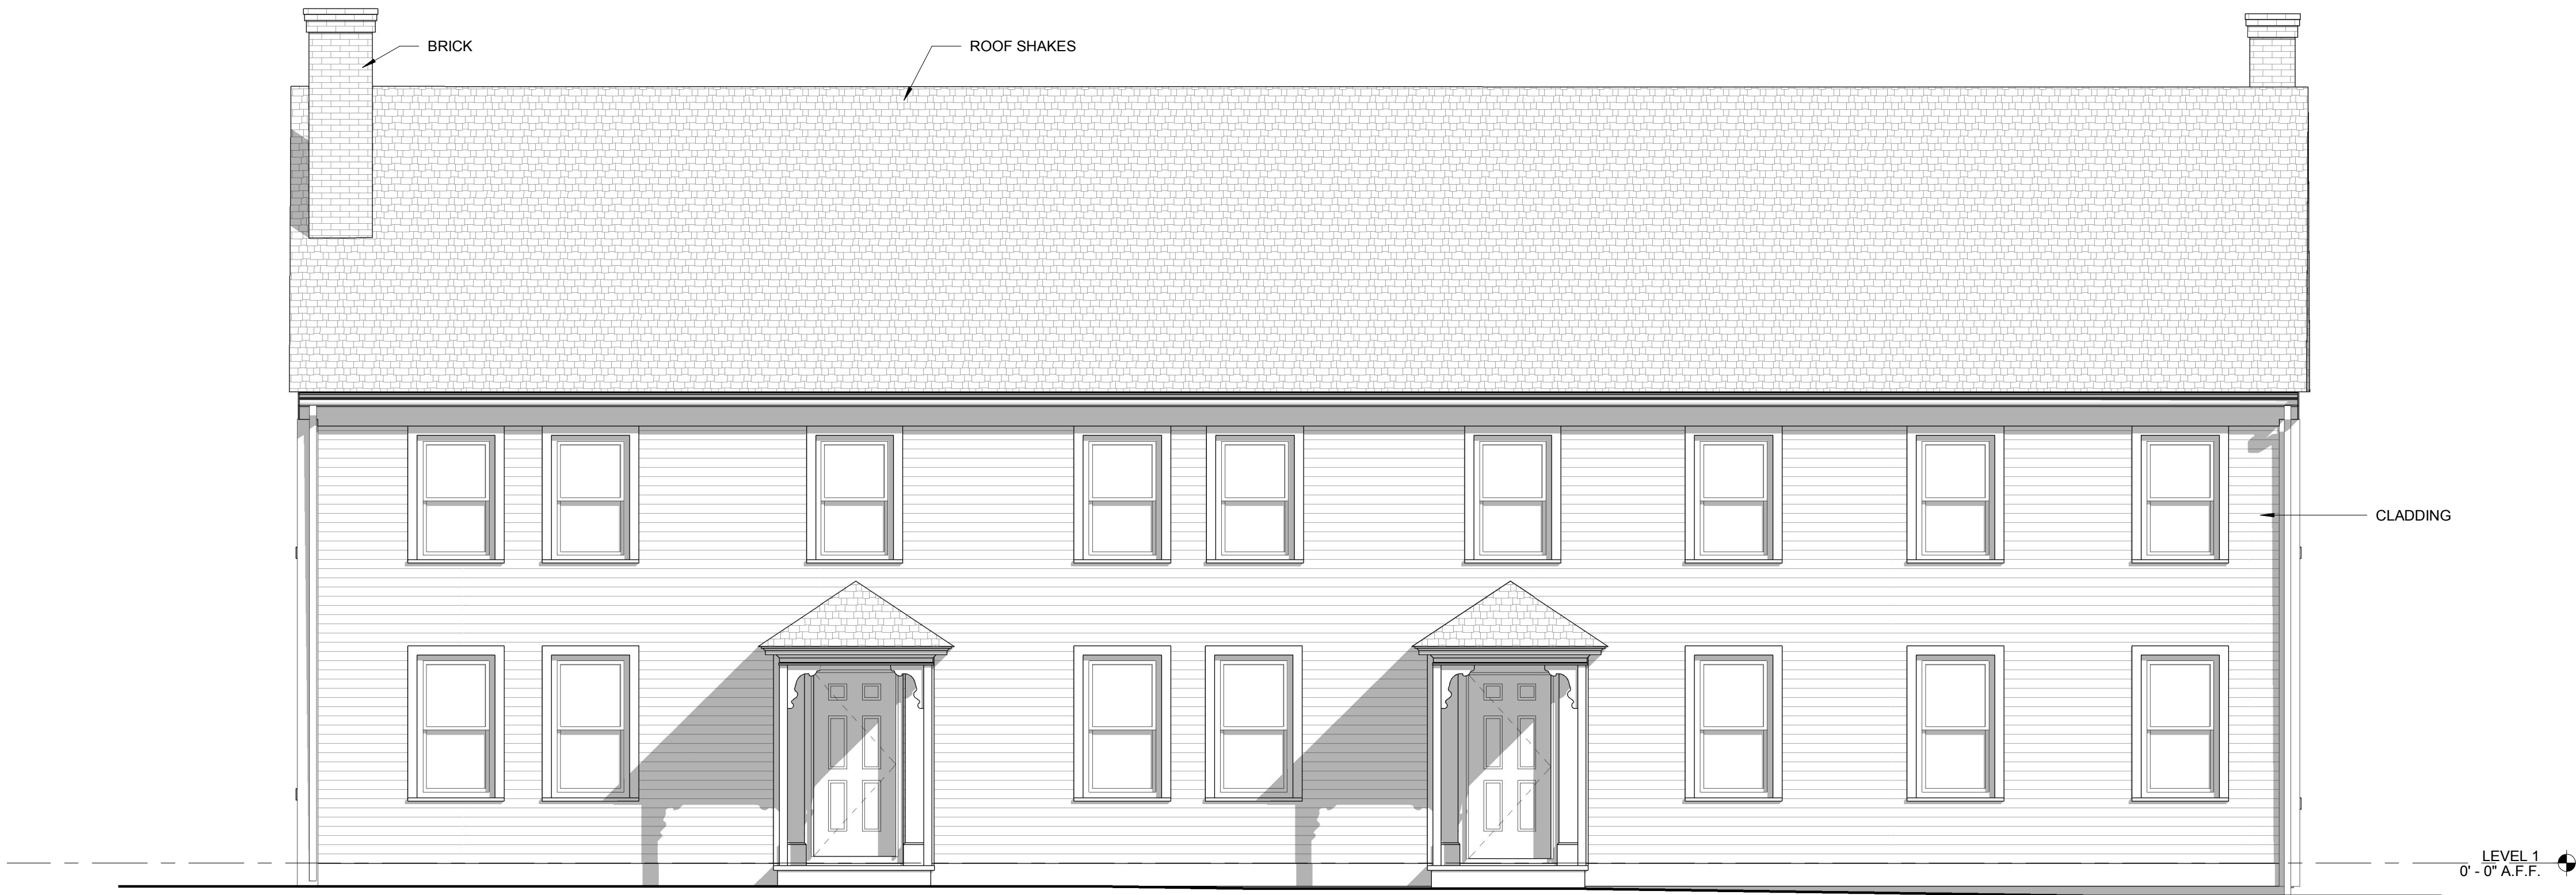 BRICK
ROOF SHAKES
CLADDING
LEVEL 1
0' - 0" A.F.F.